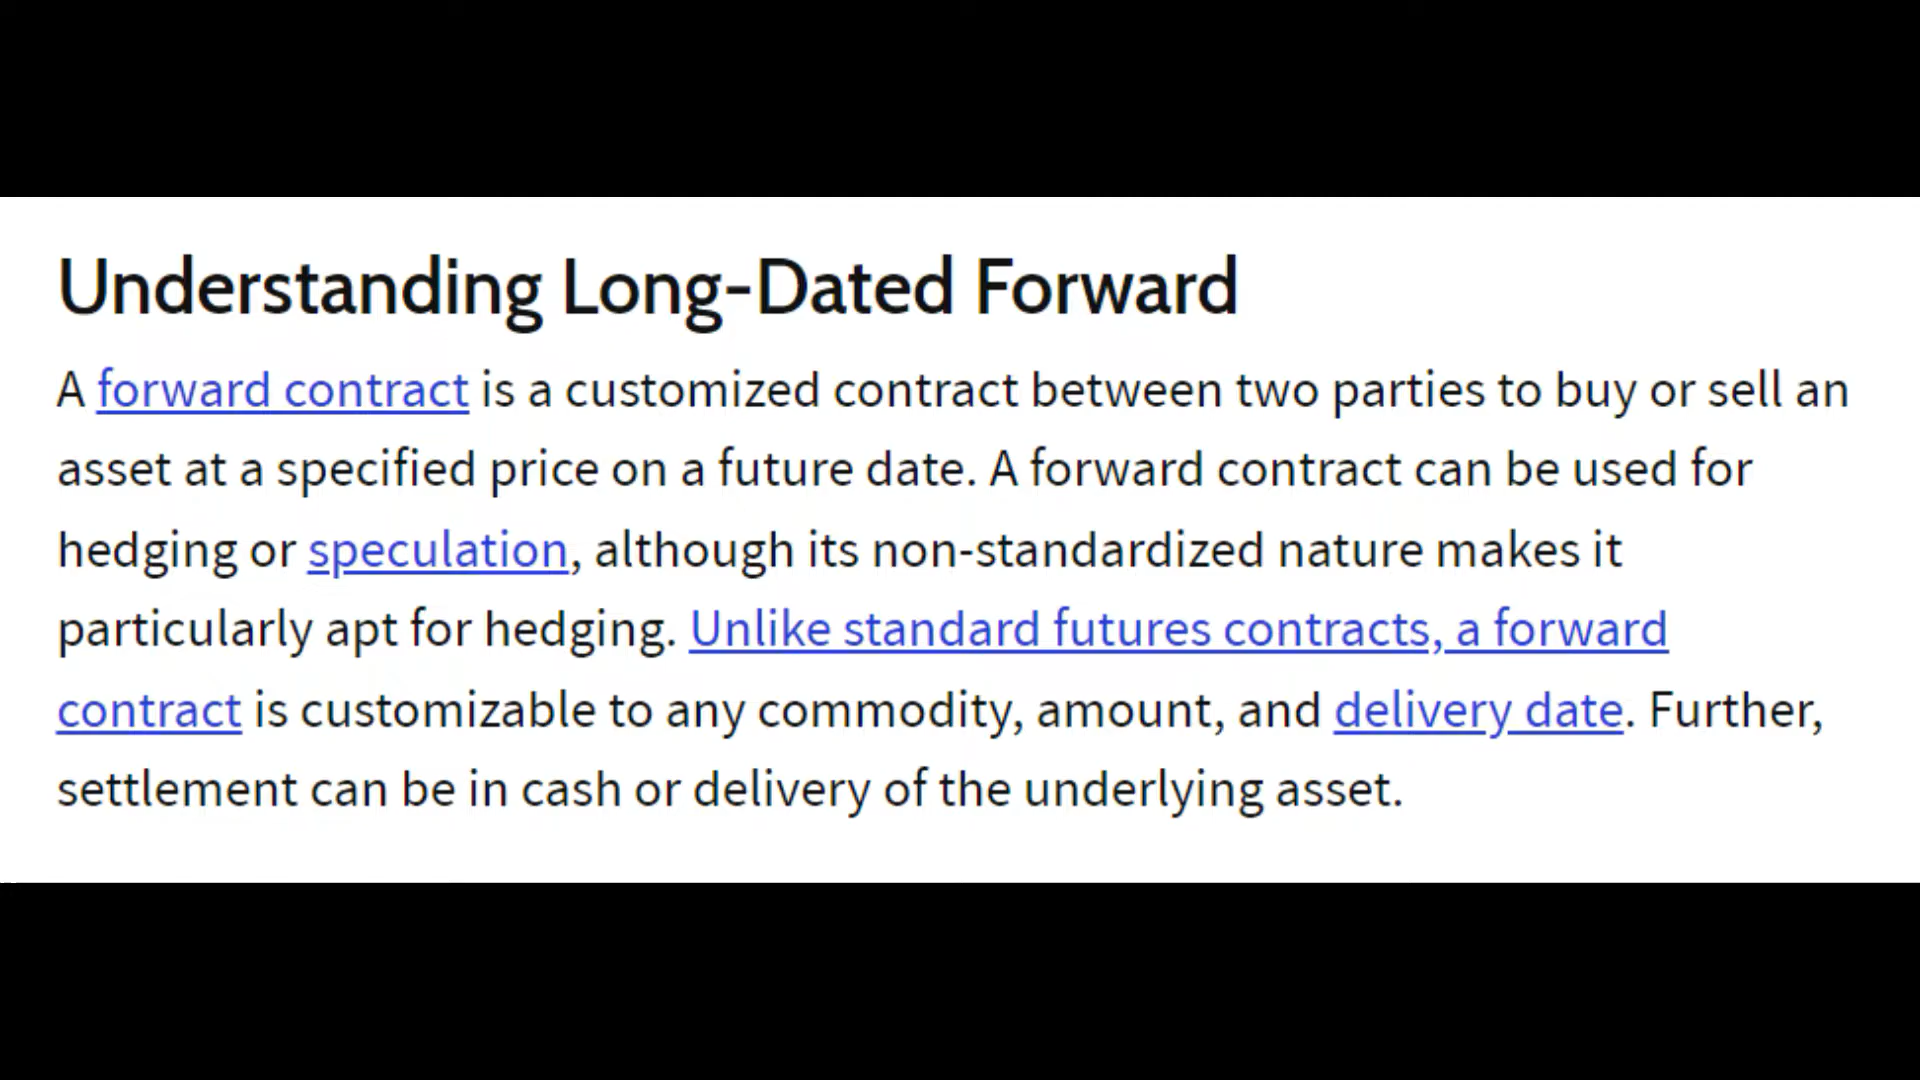 Understanding Long-Dated Forward
A forward contract is a customized contract between two parties to buy or sell an
asset at a specified price on a future date. A forward contract can be used for
hedging or speculation, although its non-standardized nature makes it
particularly apt for hedging. Unlike standard futures contracts, a forward
contract is customizable to any commodity, amount, and delivery date. Further,
settlement can be in cash or delivery of the underlying asset.